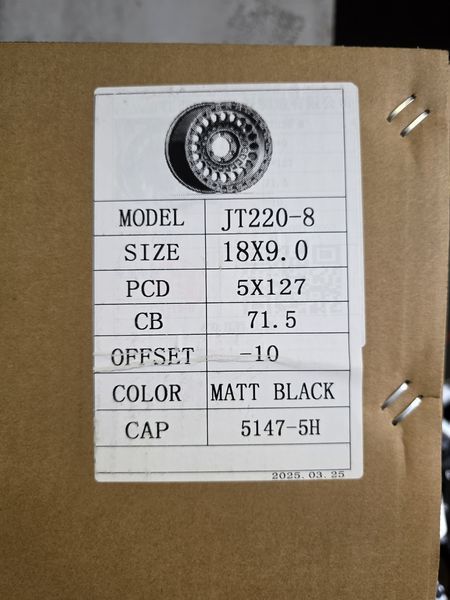 MODEL JT220-8
SIZE 18X9.0
PCD 5X127
CB 71.5
OFFSET -10
COLOR MATT BLACK
CAP 5147-5H
2025. 03. 25